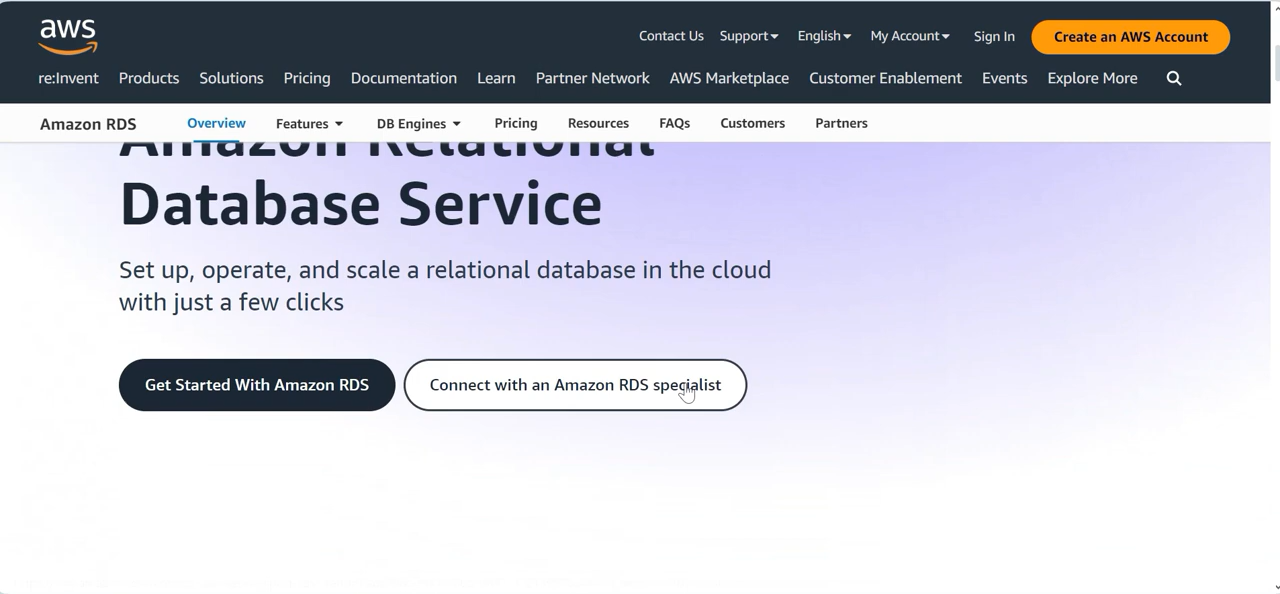 aws
Contact Us Support English My Account Sign In Create an AWS Account
re:Invent Products Solutions Pricing Documentation Learn Partner Network AWS Marketplace Customer Enablement Events Explore More
Amazon RDS Overview Features DB Engines Pricing Resources FAQs Customers Partners
Amazon Relational
Database Service
Set up, operate, and scale a relational database in the cloud
with just a few clicks
Get Started With Amazon RDS Connect with an Amazon RDS specialist